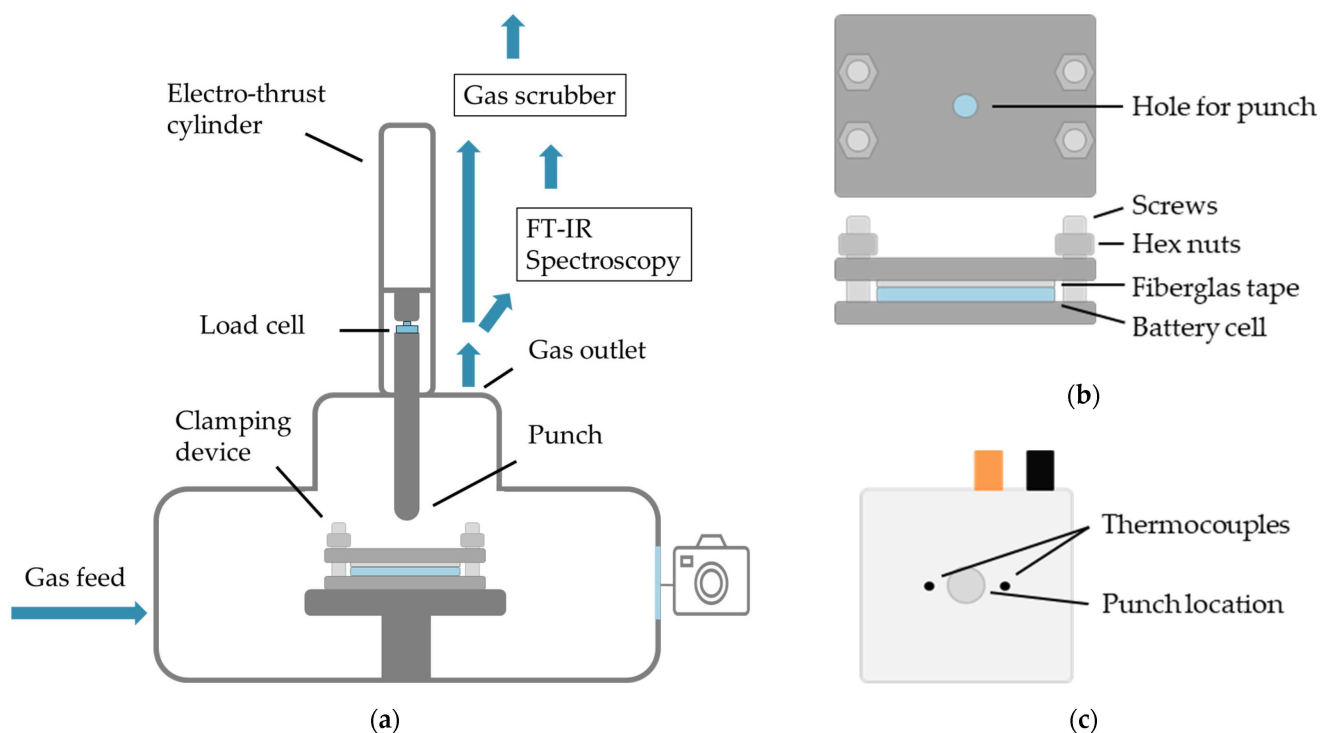 Electro-thrust
cylinder
Gas scrubber
FT-IR
Spectroscopy
Load cell
Gas outlet
Clamping
device
Punch
Gas feed
(a)
Hole for punch
Screws
Hex nuts
Fiberglas tape
Battery cell
(b)
Thermocouples
Punch location
(c)